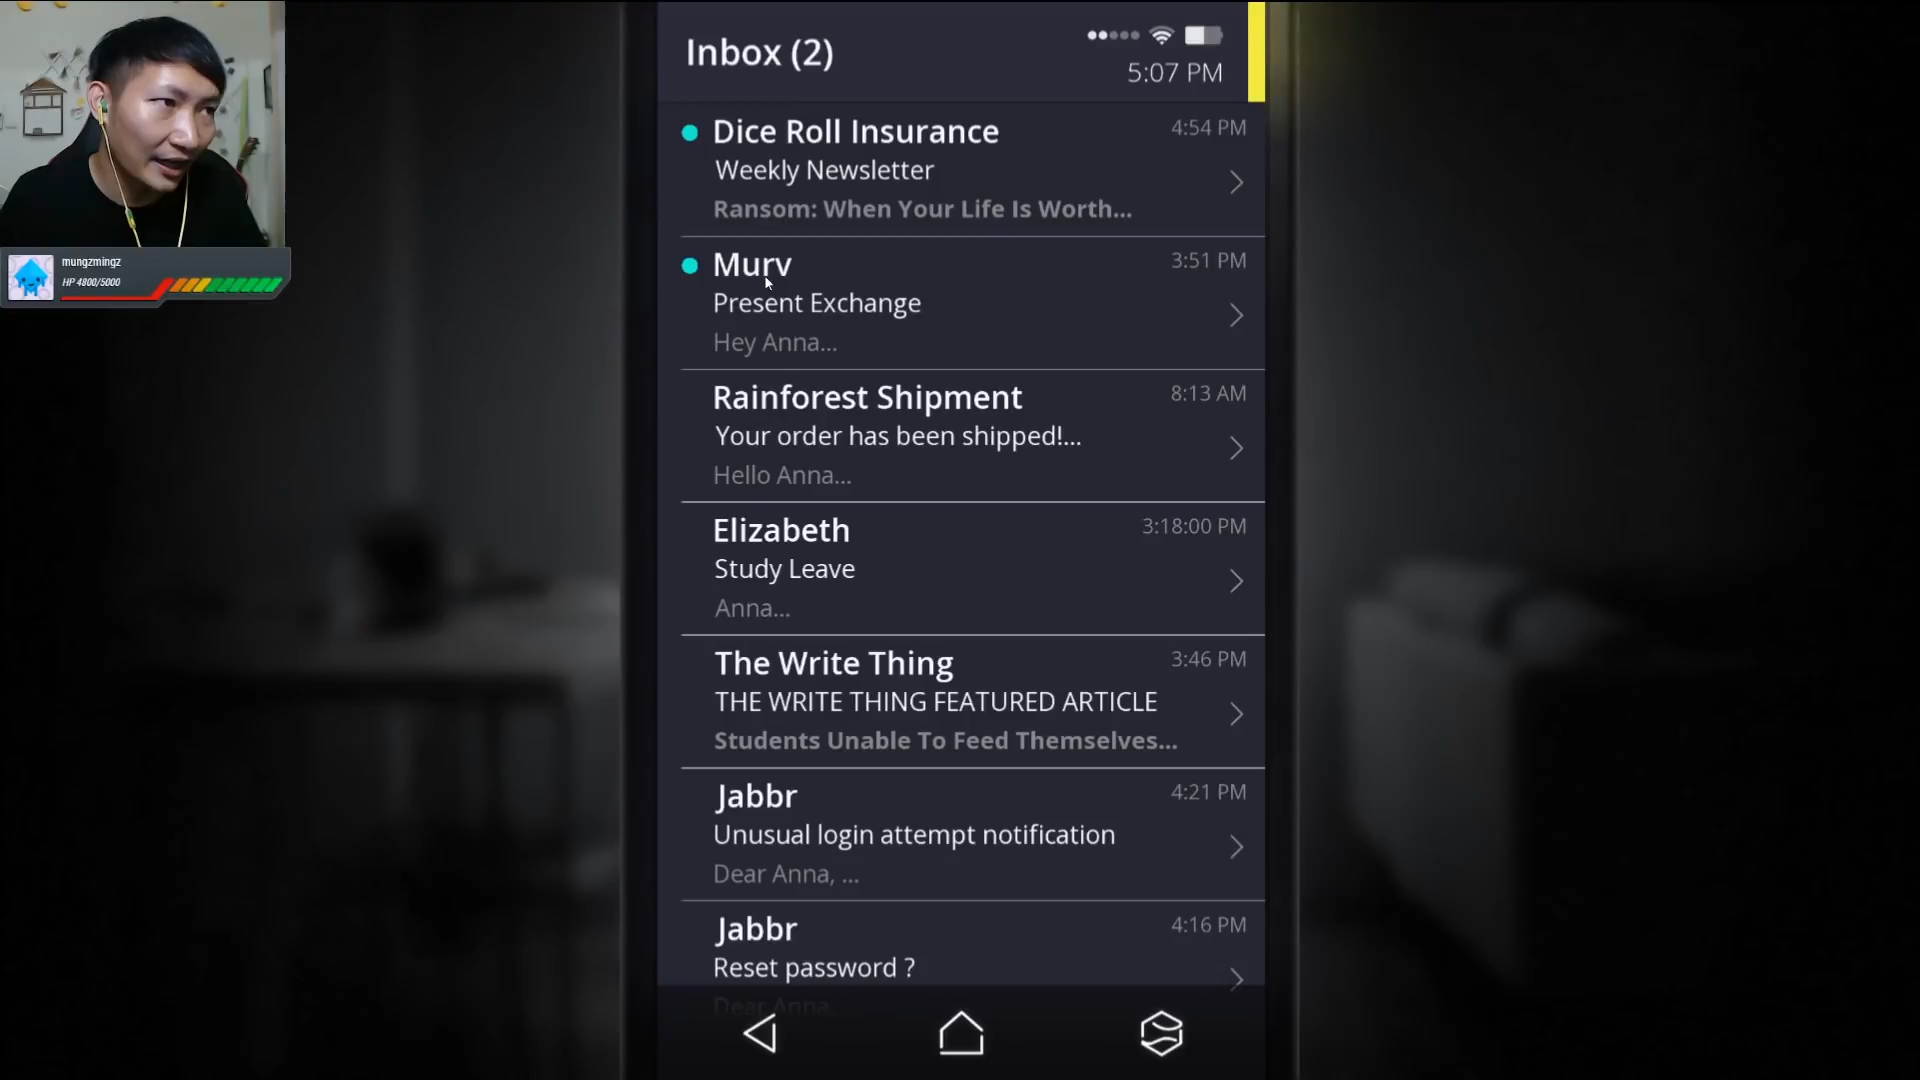 mungzmingz
HP 4800/5000
Inbox (2)
5:07 PM
Dice Roll Insurance
4:54 PM
Weekly Newsletter
Ransom: When Your Life Is Worth...
Murv
3:51 PM
Present Exchange
Hey Anna...
Rainforest Shipment
8:13 AM
Your order has been shipped!...
Hello Anna...
Elizabeth
3:18:00 PM
Study Leave
Anna...
The Write Thing
3:46 PM
THE WRITE THING FEATURED ARTICLE
Students Unable To Feed Themselves...
Jabbr
4:21 PM
Unusual login attempt notification
Dear Anna, ...
Jabbr
4:16 PM
Reset password ?
Dear Anna